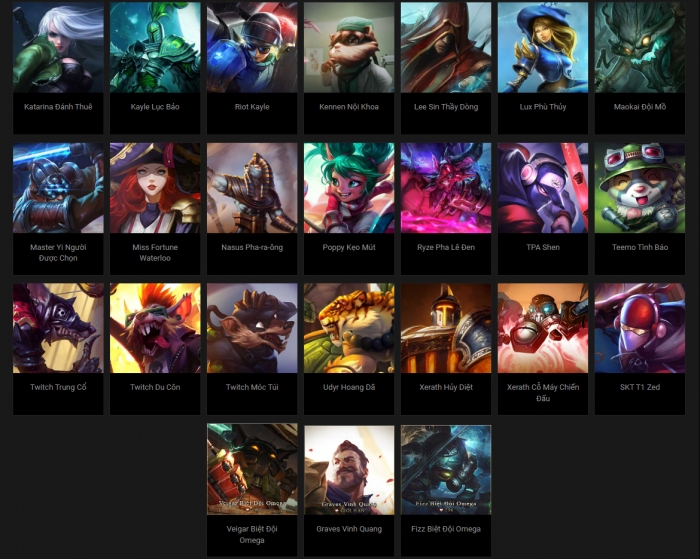 Katarina Đánh Thuê
Kayle Lục Bảo
Riot Kayle
Kennen Nội Khoa
Lee Sin Thầy Dòng
Lux Phù Thủy
Maokai Đội Mồ
Master Yi Người
Được Chọn
Miss Fortune
Waterloo
Nasus Pha-ra-ông
Poppy Kẹo Mút
Ryze Pha Lê Đen
TPA Shen
Teemo Tình Báo
Twitch Trung Cổ
Twitch Du Côn
Twitch Móc Túi
Udyr Hoang Dã
Xerath Hủy Diệt
Xerath Cỗ Máy Chiến
Đấu
SKT T1 Zed
Veigar Biệt Đội Omega
Graves Vinh Quang
Fizz Biệt Đội Omega
Veigar Biệt Đội
Omega
Graves Vinh Quang
Fizz Biệt Đội Omega